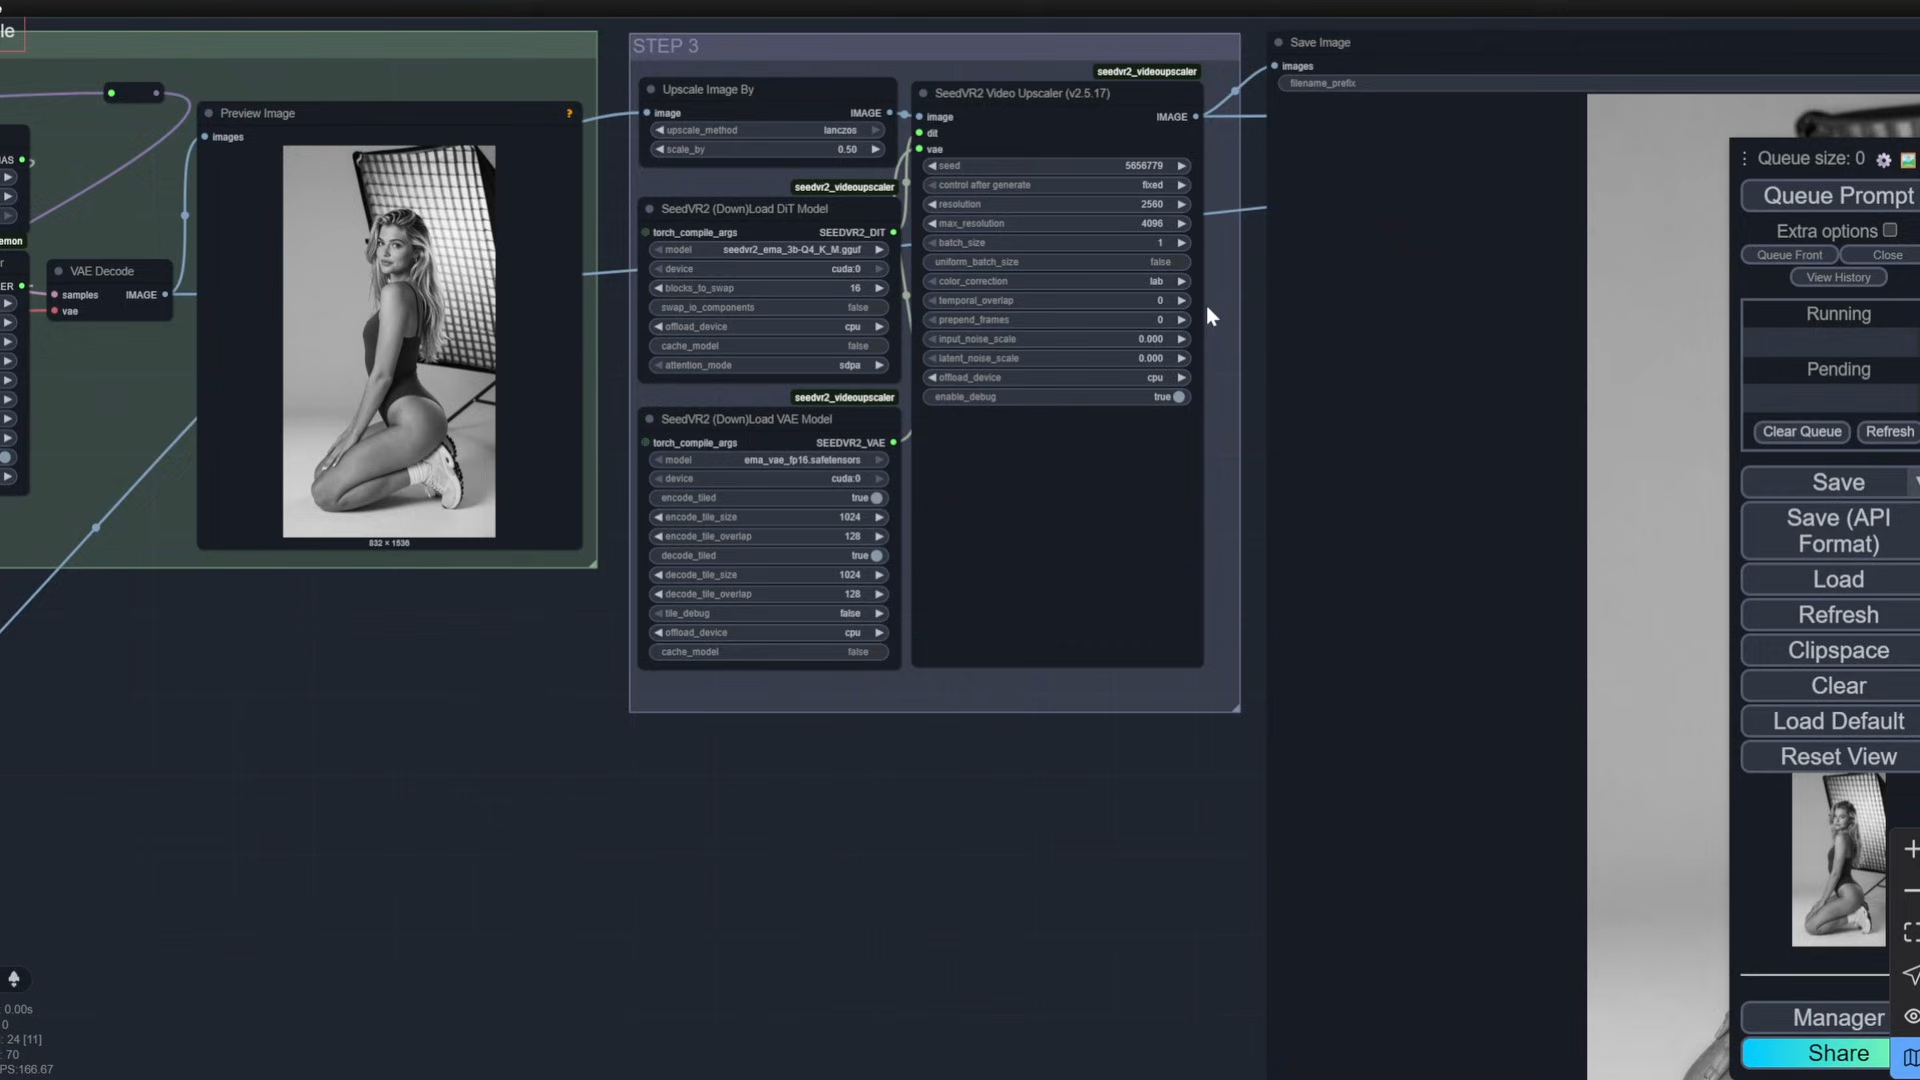 le
STEP 3
Save Image
images
filename_prefix
seedvr2_videoupscaler
Upscale Image By
image IMAGE
upscale_method lanczos
scale_by 0.50
SeedVR2 Video Upscaler (v2.5.17)
image IMAGE
dit
vae
seed 5656779
control after generate fixed
resolution 2560
max_resolution 4096
batch_size 1
uniform_batch_size false
color_correction lab
temporal_overlap 0
prepend_frames 0
input_noise_scale 0.000
latent_noise_scale 0.000
offload_device cpu
enable_debug true
Preview Image ?
images
832 × 1536
AS
emon
r
ER
VAE Decode
samples IMAGE
vae
seedvr2_videoupscaler
SeedVR2 (Down)Load DiT Model
torch_compile_args SEEDVR2_DIT
model seedvr2_ema_3b-Q4_K_M.gguf
device cuda:0
blocks_to_swap 16
swap_io_components false
offload_device cpu
cache_model false
attention_mode sdpa
seedvr2_videoupscaler
SeedVR2 (Down)Load VAE Model
torch_compile_args SEEDVR2_VAE
model ema_vae_fp16.safetensors
device cuda:0
encode_tiled true
encode_tile_size 1024
encode_tile_overlap 128
decode_tiled true
decode_tile_size 1024
decode_tile_overlap 128
tile_debug false
offload_device cpu
cache_model false
Queue size: 0
Queue Prompt
Extra options
Queue Front Close
View History
Running
Pending
Clear Queue Refresh
Save
Save (API
Format)
Load
Refresh
Clipspace
Clear
Load Default
Reset View
Manager
Share
: 0.00s
0
: 24 [11]
: 70
PS:166.67